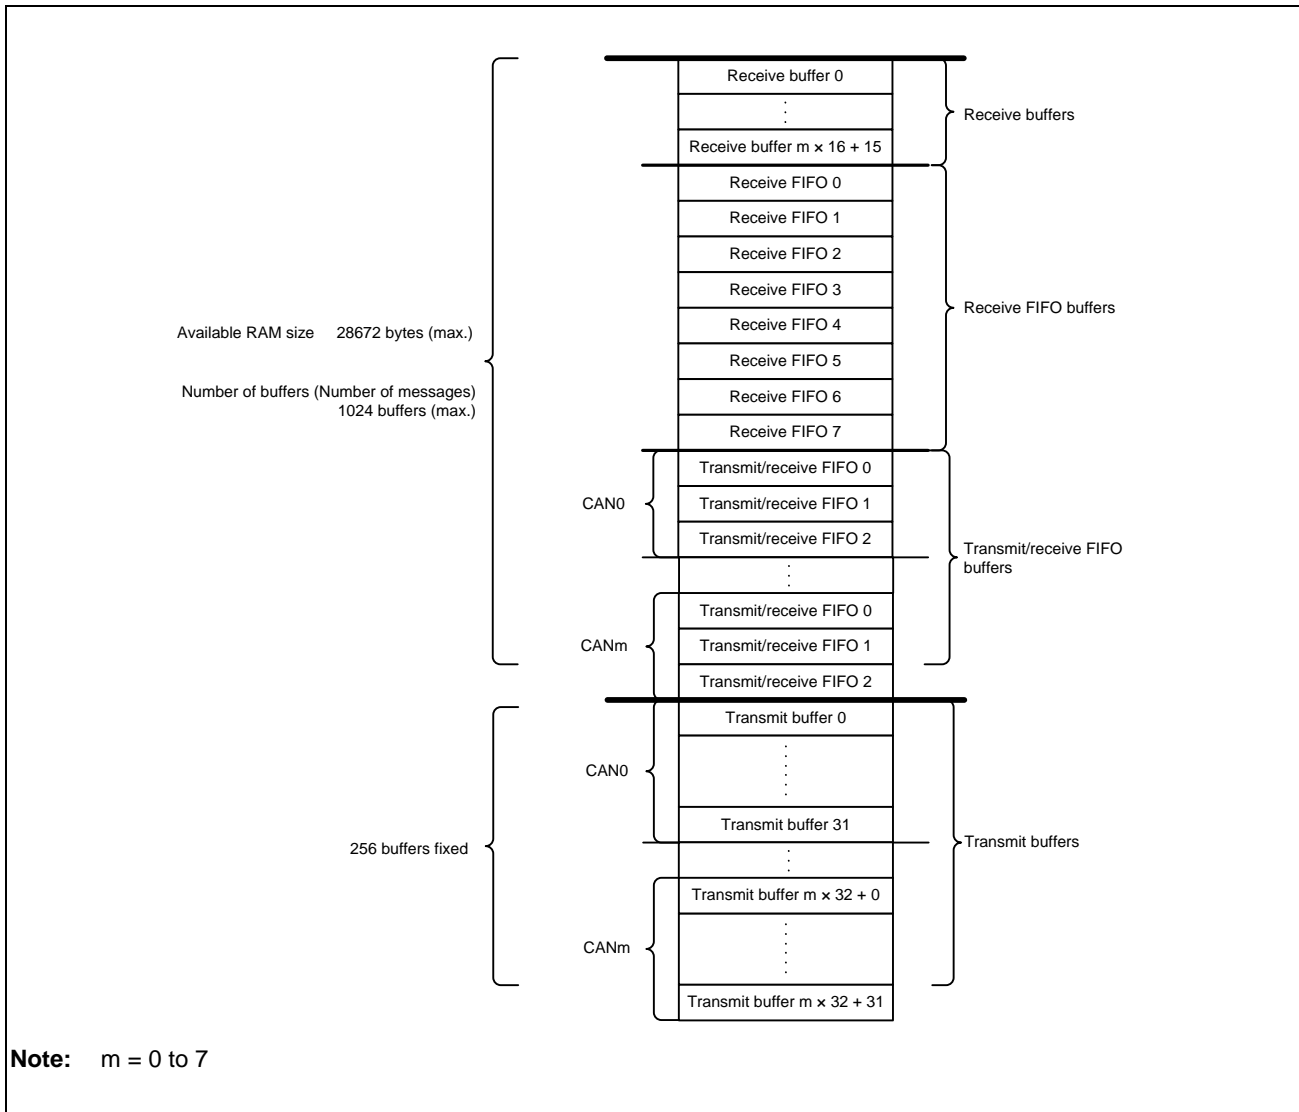 Receive buffer 0
Receive buffers
Receive buffer m × 16 + 15
Receive FIFO 0
Receive FIFO 1
Receive FIFO 2
Receive FIFO 3
Receive FIFO buffers
Receive FIFO 4
Available RAM size 28672 bytes (max.)
Receive FIFO 5
Number of buffers (Number of messages)
1024 buffers (max.)
Receive FIFO 6
Receive FIFO 7
Transmit/receive FIFO 0
CAN0
Transmit/receive FIFO 1
Transmit/receive FIFO 2
Transmit/receive FIFO
buffers
Transmit/receive FIFO 0
CANm
Transmit/receive FIFO 1
Transmit/receive FIFO 2
Transmit buffer 0
CAN0
Transmit buffer 31
256 buffers fixed
Transmit buffers
Transmit buffer m × 32 + 0
CANm
Transmit buffer m × 32 + 31
Note: m = 0 to 7